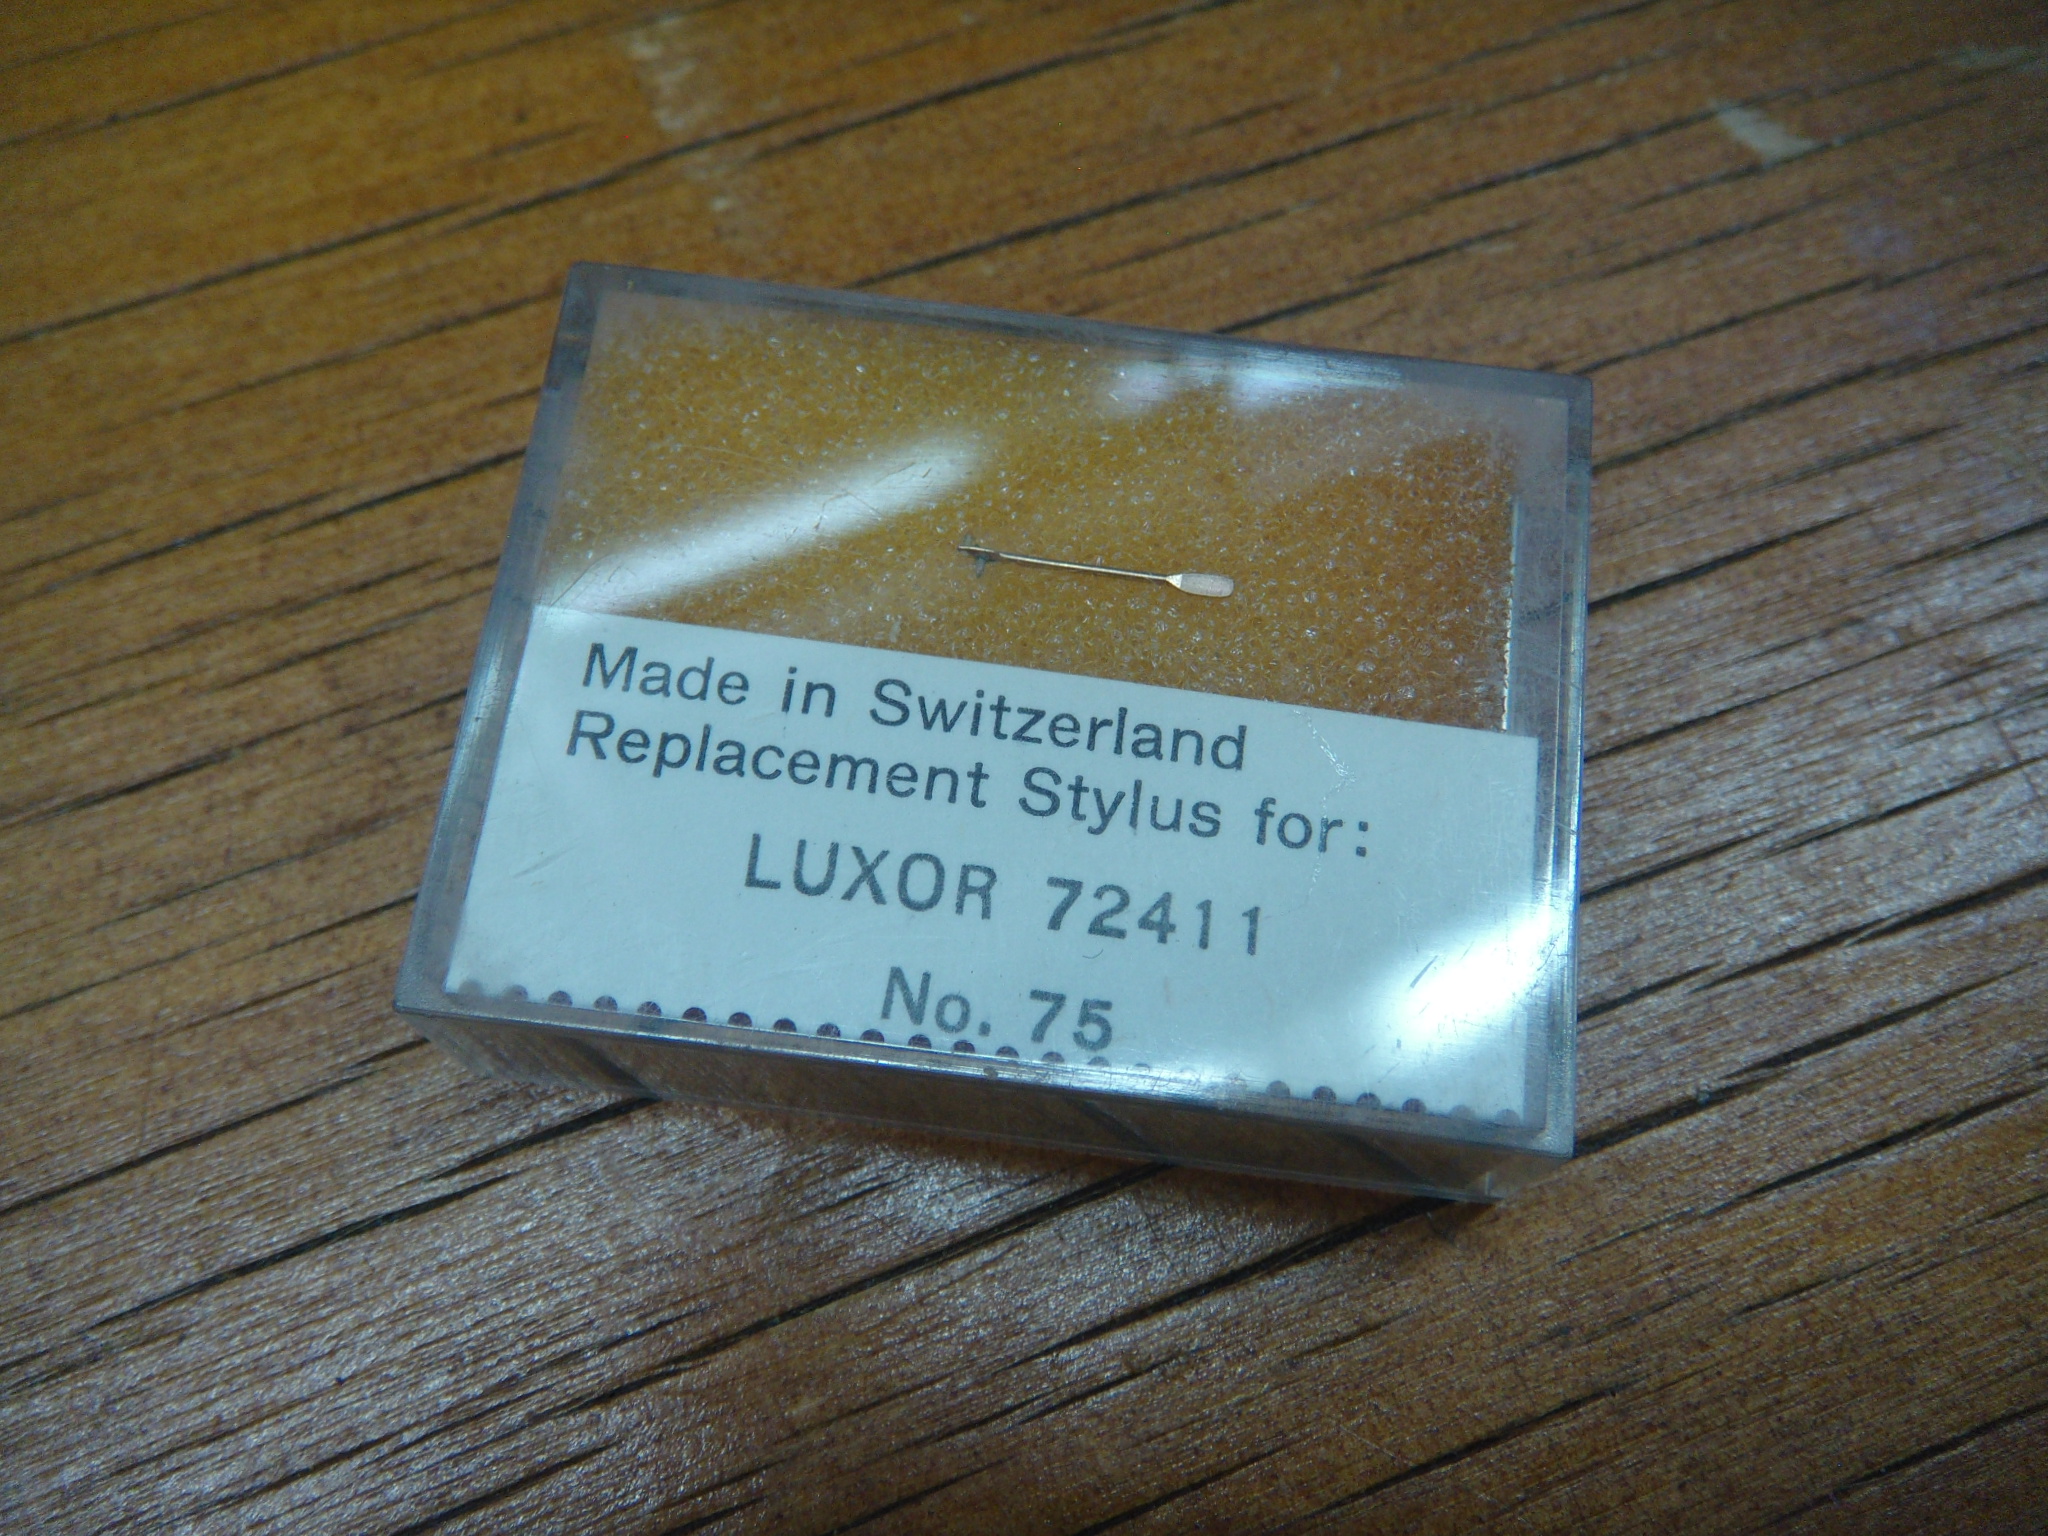 Made in Switzerland
Replacement Stylus for:
LUXOR 72411
No. 75